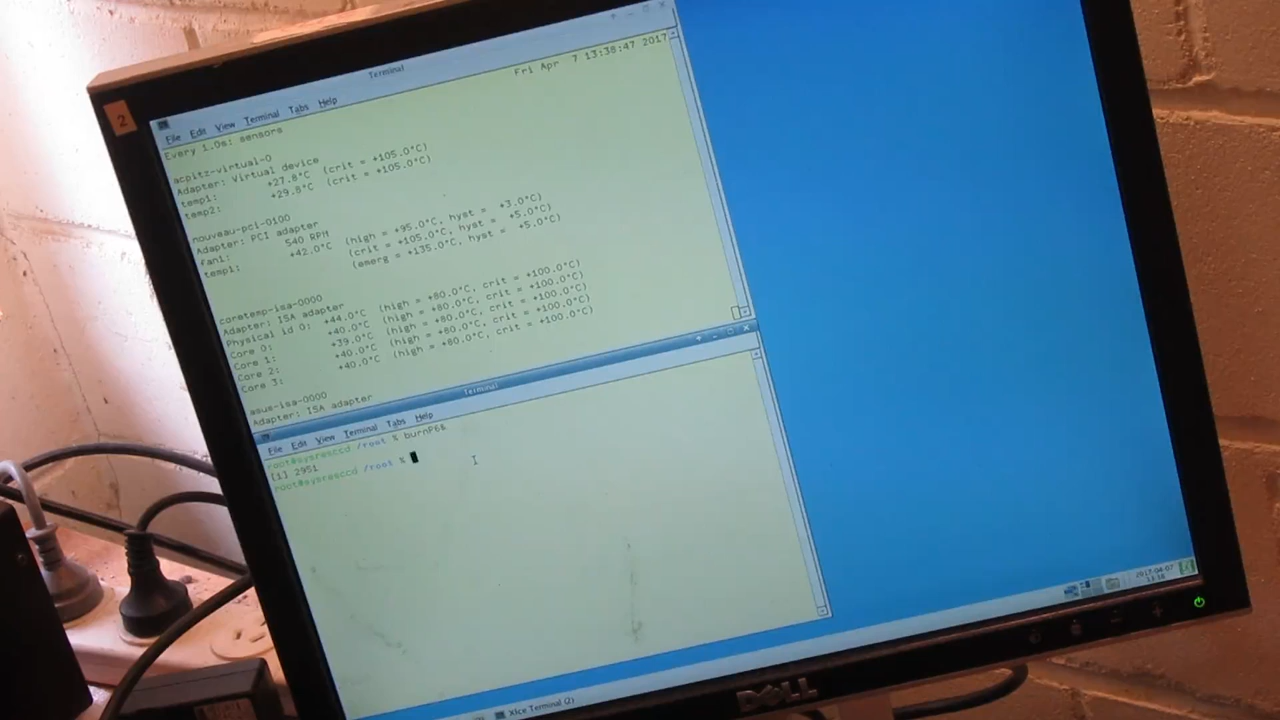 2
Terminal
File Edit View Terminal Tabs Help
Every 1.0s: sensors Fri Apr 7 13:38:47 2017
acpitz-virtual-0
Adapter: Virtual device
temp1: +27.8°C (crit = +105.0°C)
temp2: +29.8°C (crit = +105.0°C)
nouveau-pci-0100
Adapter: PCI adapter
fan1: 540 RPM
temp1: +42.0°C (high = +95.0°C, hyst = +3.0°C)
(crit = +105.0°C, hyst = +5.0°C)
(emerg = +135.0°C, hyst = +5.0°C)
coretemp-isa-0000
Adapter: ISA adapter
Physical id 0: +44.0°C (high = +80.0°C, crit = +100.0°C)
Core 0: +40.0°C (high = +80.0°C, crit = +100.0°C)
Core 1: +39.0°C (high = +80.0°C, crit = +100.0°C)
Core 2: +40.0°C (high = +80.0°C, crit = +100.0°C)
Core 3: +40.0°C (high = +80.0°C, crit = +100.0°C)
asus-isa-0000
Adapter: ISA adapter
Terminal
File Edit View Terminal Tabs Help
root@sysresccd /root % burnP6&
[1] 2951
root@sysresccd /root %
Xfce Terminal (2)
2017-04-07
DELL